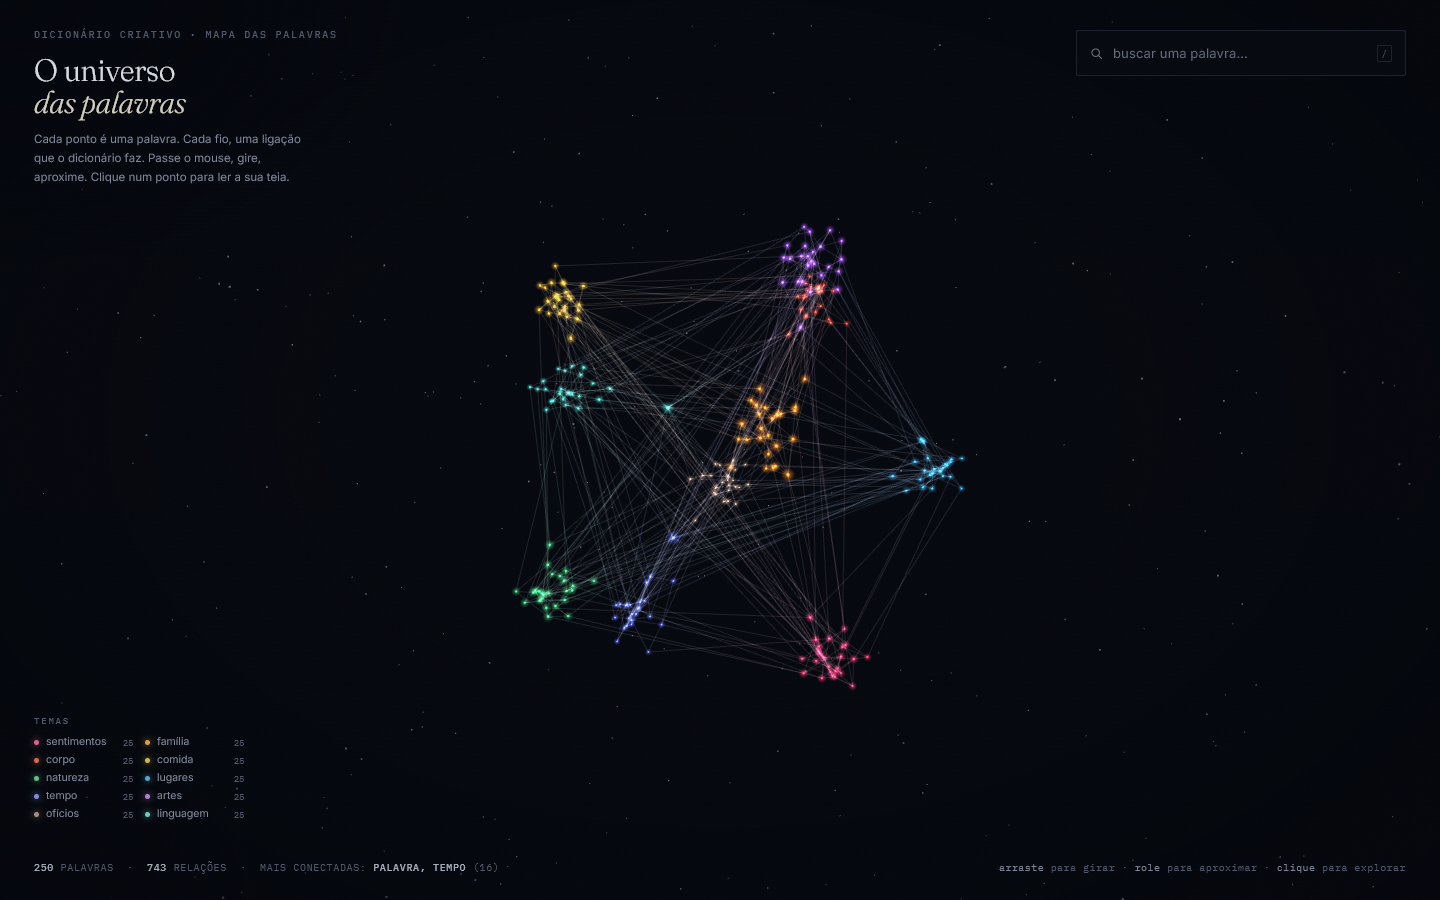 DICIONÁRIO CRIATIVO · MAPA DAS PALAVRAS
O universo
das palavras
Cada ponto é uma palavra. Cada fio, uma ligação
que o dicionário faz. Passe o mouse, gire,
aproxime. Clique num ponto para ler a sua teia.
buscar uma palavra... /
TEMAS
sentimentos 25 família 25
corpo 25 comida 25
natureza 25 lugares 25
tempo 25 artes 25
ofícios 25 linguagem 25
250 PALAVRAS · 743 RELAÇÕES · MAIS CONECTADAS: PALAVRA, TEMPO (16)
arraste para girar · role para aproximar · clique para explorar